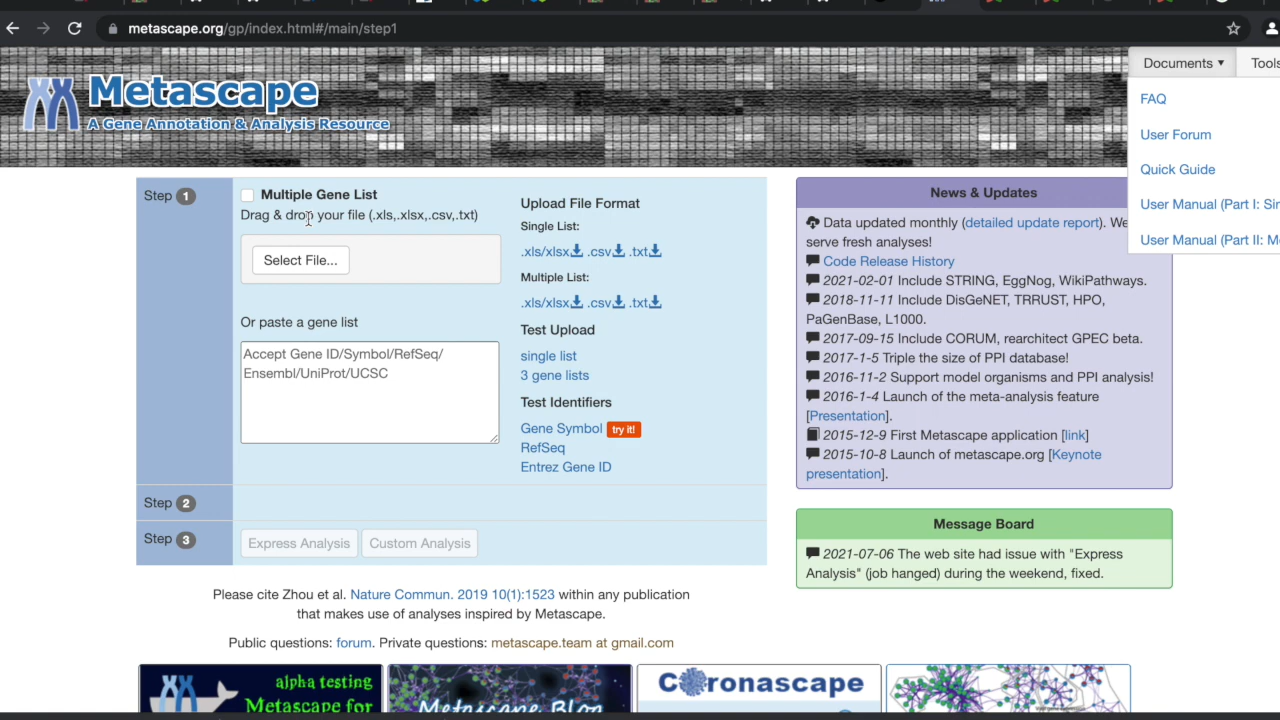 metascape.org/gp/index.html#/main/step1
Documents ▾
Tools
Metascape
A Gene Annotation & Analysis Resource
FAQ
User Forum
Quick Guide
User Manual (Part I: Sir
User Manual (Part II: M
Step 1
Multiple Gene List
Drag & drop your file (.xls,.xlsx,.csv,.txt)
Select File...
Or paste a gene list
Accept Gene ID/Symbol/RefSeq/
Ensembl/UniProt/UCSC
Upload File Format
Single List:
.xls/xlsx .csv .txt
Multiple List:
.xls/xlsx .csv .txt
Test Upload
single list
3 gene lists
Test Identifiers
Gene Symbol try it!
RefSeq
Entrez Gene ID
Step 2
Step 3
Express Analysis
Custom Analysis
News & Updates
Data updated monthly (detailed update report). We
serve fresh analyses!
Code Release History
2021-02-01 Include STRING, EggNog, WikiPathways.
2018-11-11 Include DisGeNET, TRRUST, HPO,
PaGenBase, L1000.
2017-09-15 Include CORUM, rearchitect GPEC beta.
2017-1-5 Triple the size of PPI database!
2016-11-2 Support model organisms and PPI analysis!
2016-1-4 Launch of the meta-analysis feature
[Presentation].
2015-12-9 First Metascape application [link]
2015-10-8 Launch of metascape.org [Keynote
presentation].
Message Board
2021-07-06 The web site had issue with "Express
Analysis" (job hanged) during the weekend, fixed.
Please cite Zhou et al. Nature Commun. 2019 10(1):1523 within any publication
that makes use of analyses inspired by Metascape.
Public questions: forum. Private questions: metascape.team at gmail.com
alpha testing
Metascape for
Metascape Blog
Coronascape